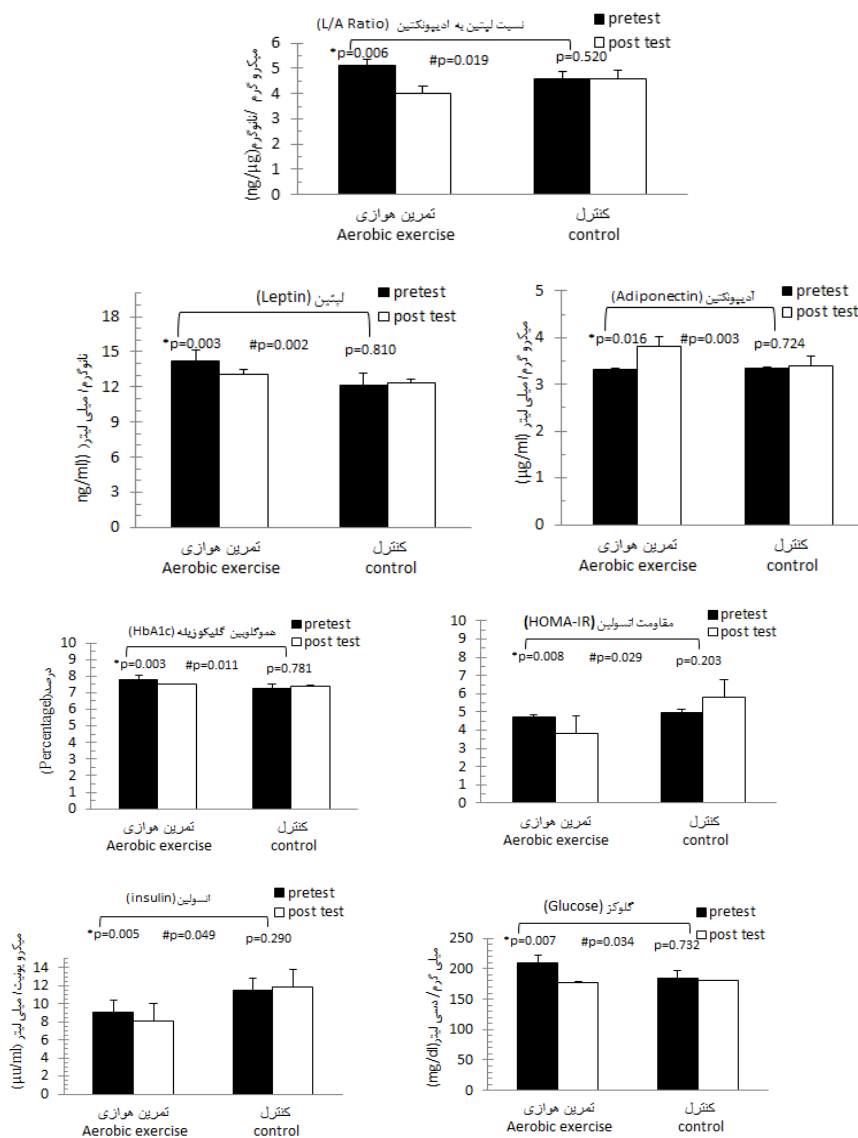 نسبت لپتین به ادیپونکتین (L/A Ratio)
pretest
post test
*p=0.006 #p=0.019 p=0.520
میکرو گرم /نانوگرم(ng/µg)
6
5
4
3
2
1
0
تمرین هوازی کنترل
Aerobic exercise control
لپتین (Leptin)
pretest
post test
*p=0.003 #p=0.002 p=0.810
نانوگرم/ میلی لیتر( (ng/ml)
18
15
12
9
6
3
0
تمرین هوازی کنترل
Aerobic exercise control
آدیپونکتین (Adiponectin)
pretest
post test
*p=0.016 #p=0.003 p=0.724
میکرو گرم/ میلی لیتر (µg/ml)
5
4
3
2
1
0
تمرین هوازی کنترل
Aerobic exercise control
هموگلوبین گلیکوزیله (HbA1c)
pretest
post test
*p=0.003 #p=0.011 p=0.781
درصد(Percentagel)
10
9
8
7
6
5
4
3
2
1
0
تمرین هوازی کنترل
Aerobic exercise control
مقاومت انسولین (HOMA-IR)
pretest
post test
*p=0.008 #p=0.029 p=0.203
10
9
8
7
6
5
4
3
2
1
0
تمرین هوازی کنترل
Aerobic exercise control
انسولین(insulin)
pretest
post test
*p=0.005 #p=0.049 p=0.290
میکرو یونیت/ میلی لیتر (µu/ml)
14
12
10
8
6
4
2
0
تمرین هوازی کنترل
Aerobic exercise control
گلوکز (Glucose)
pretest
post test
*p=0.007 #p=0.034 p=0.732
میلی گرم/ دسی لیتر(mg/dl)
250
200
150
100
50
0
تمرین هوازی کنترل
Aerobic exercise control